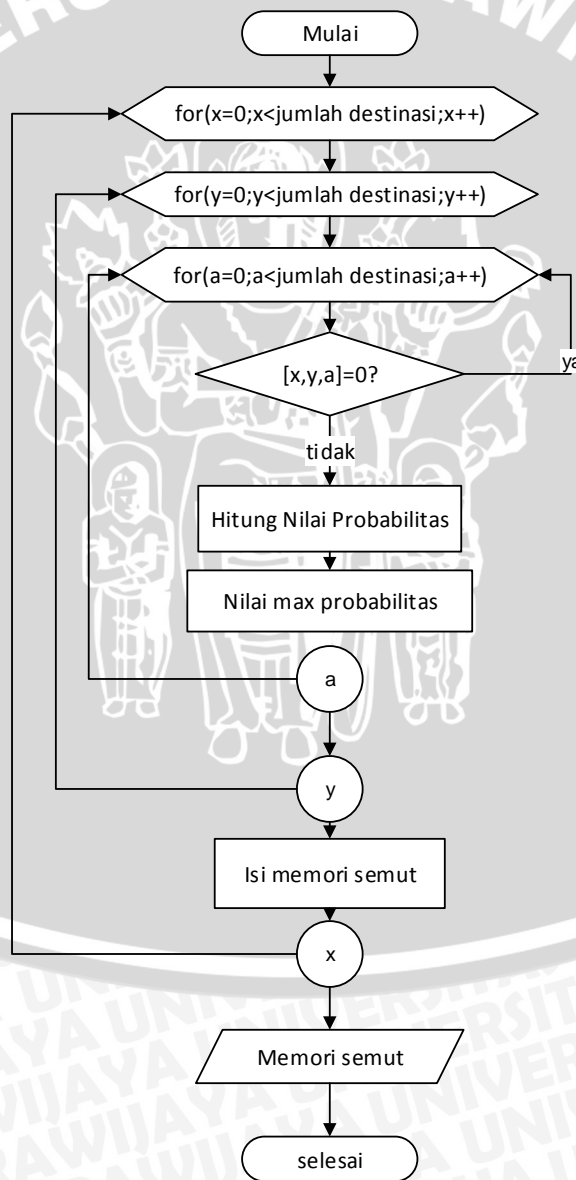 Mulai
for(x=0;x<jumlah destinasi;x++)
for(y=0;y<jumlah destinasi;y++)
for(a=0;a<jumlah destinasi;a++)
[x,y,a]=0?
ya
tidak
Hitung Nilai Probabilitas
Nilai max probabilitas
a
y
Isi memori semut
x
Memori semut
selesai